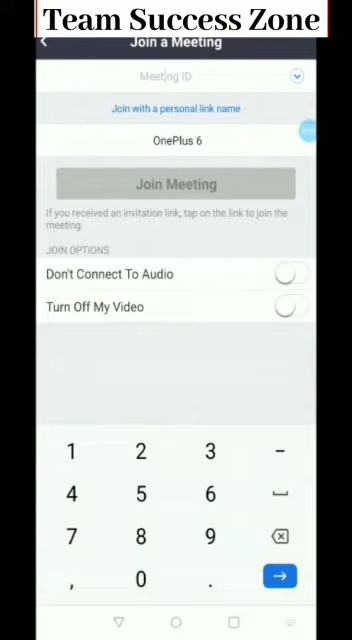 Team Success Zone
Join a Meeting
Meeting ID
Join with a personal link name
OnePlus 6
Join Meeting
If you received an invitation link, tap on the link to join the
meeting
JOIN OPTIONS
Don't Connect To Audio
Turn Off My Video
1 2 3 -
4 5 6
7 8 9
, 0 .